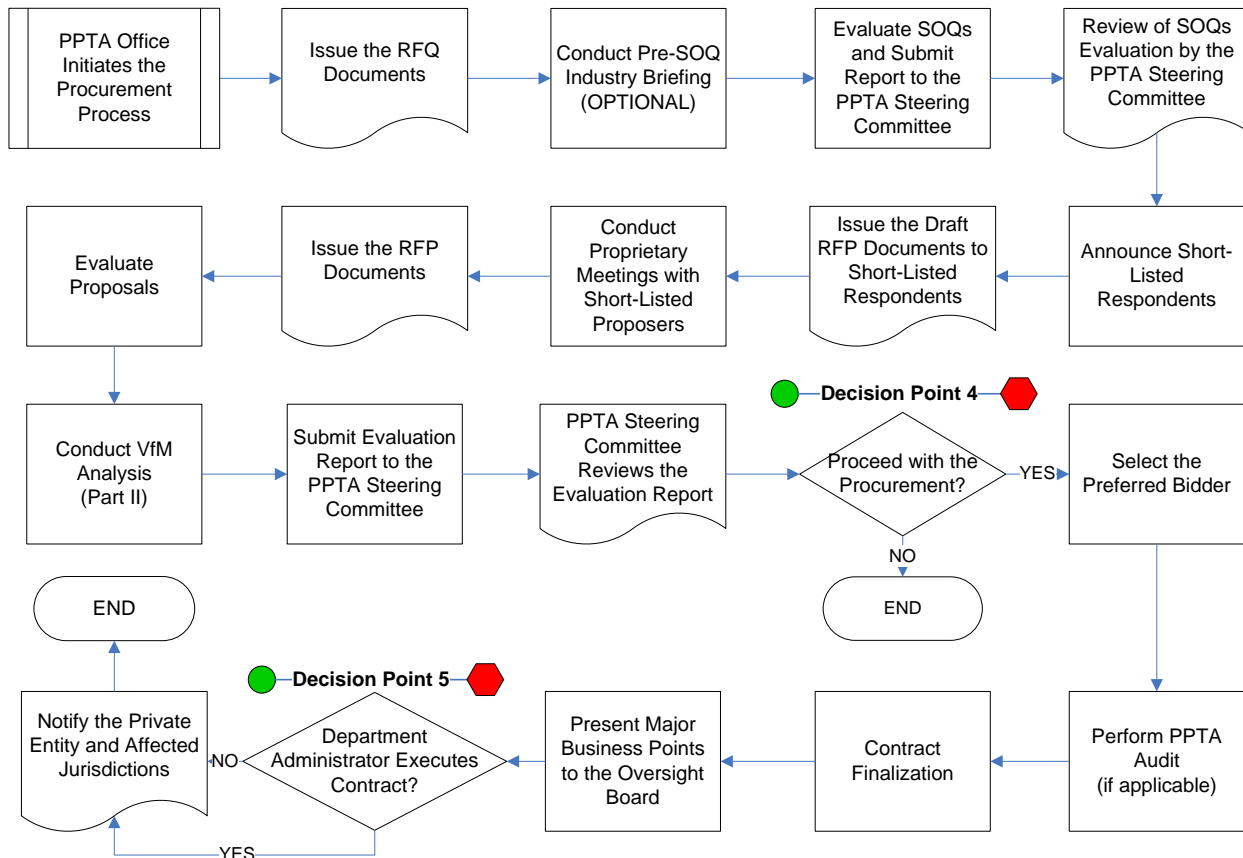 PPTA Office
Initiates the
Procurement
Process
Issue the RFQ
Documents
Conduct Pre-SOQ
Industry Briefing
(OPTIONAL)
Evaluate SOQs
and Submit
Report to the
PPTA Steering
Committee
Review of SOQs
Evaluation by the
PPTA Steering
Committee
Evaluate
Proposals
Issue the RFP
Documents
Conduct
Proprietary
Meetings with
Short-Listed
Proposers
Issue the Draft
RFP Documents to
Short-Listed
Respondents
Announce Short-
Listed
Respondents
Conduct VfM
Analysis
(Part II)
Submit Evaluation
Report to the
PPTA Steering
Committee
PPTA Steering
Committee
Reviews the
Evaluation Report
Decision Point 4
Proceed with the
Procurement?
YES
NO
END
Select the
Preferred Bidder
END
Notify the Private
Entity and Affected
Jurisdictions
NO
Decision Point 5
Department
Administrator Executes
Contract?
YES
Present Major
Business Points
to the Oversight
Board
Contract
Finalization
Perform PPTA
Audit
(if applicable)